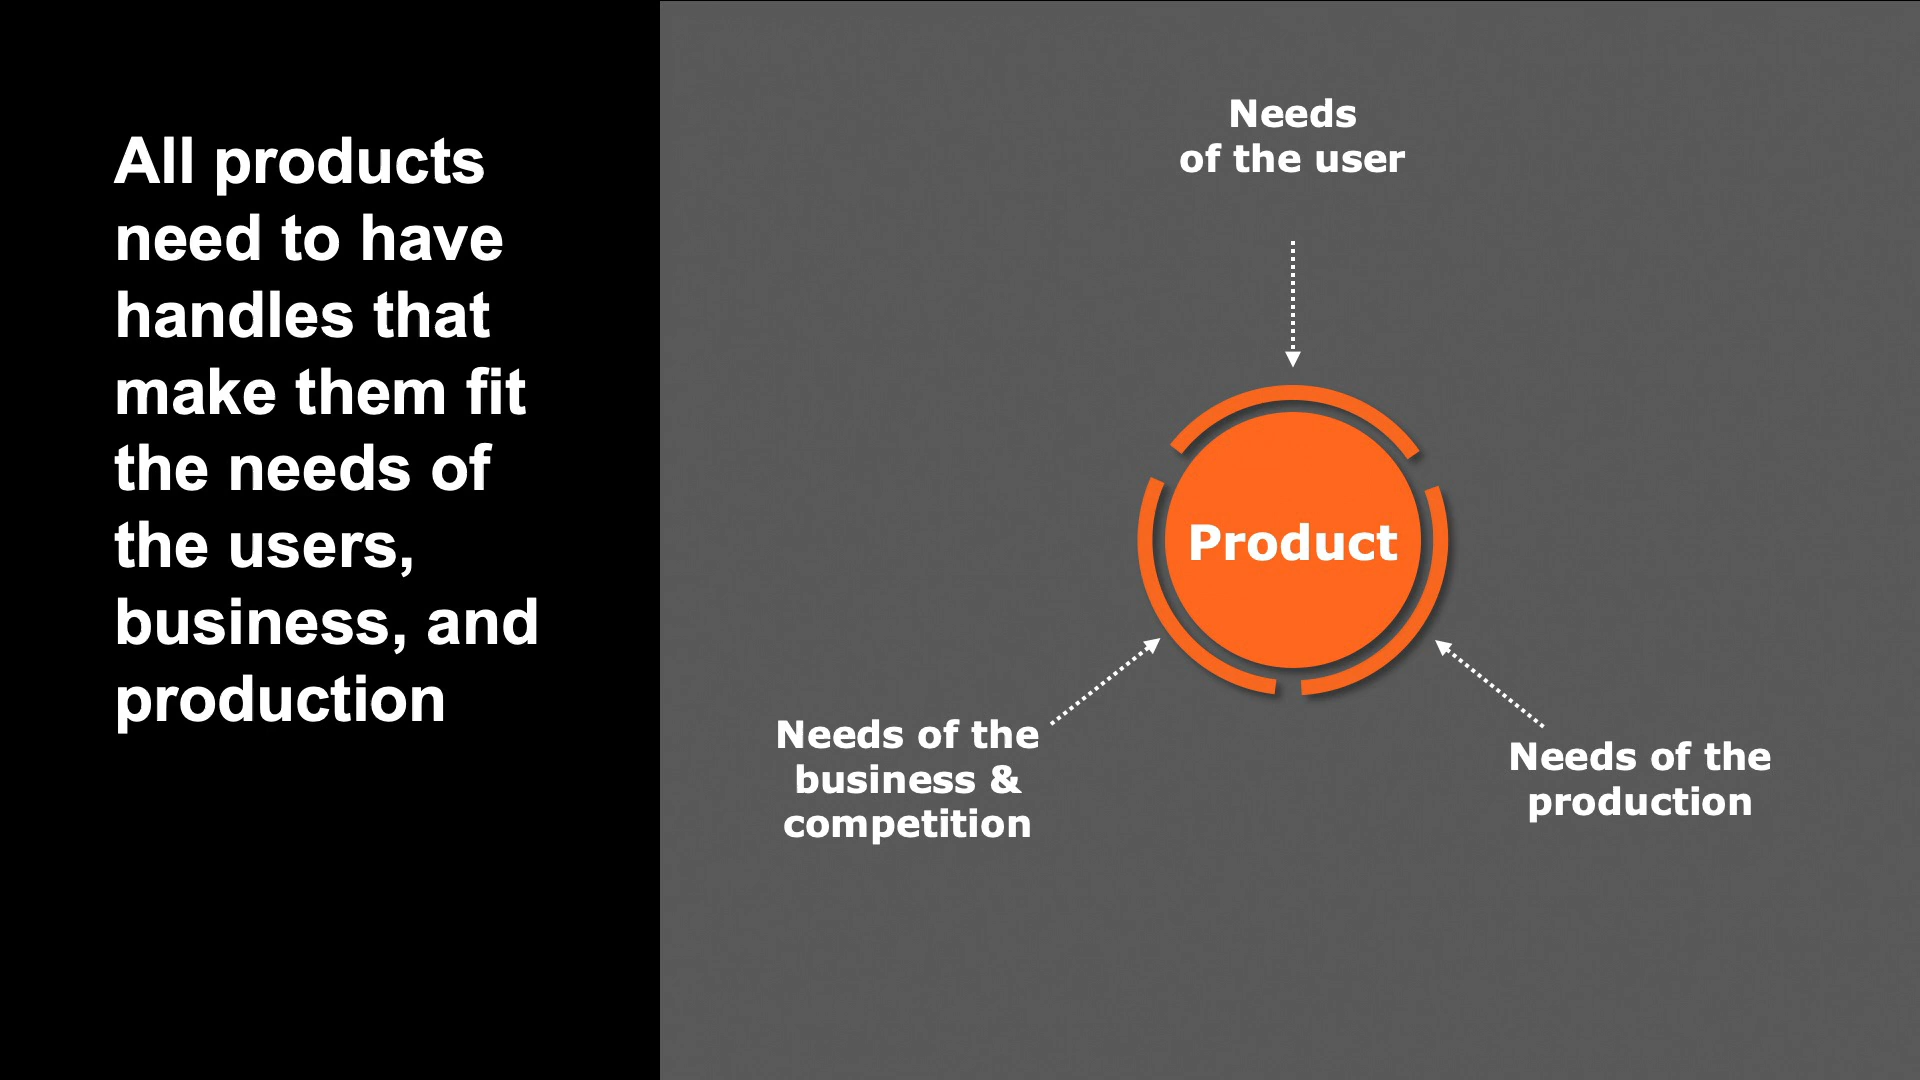 All products
need to have
handles that
make them fit
the needs of
the users,
business, and
production
Needs
of the user
Product
Needs of the
business &
competition
Needs of the
production